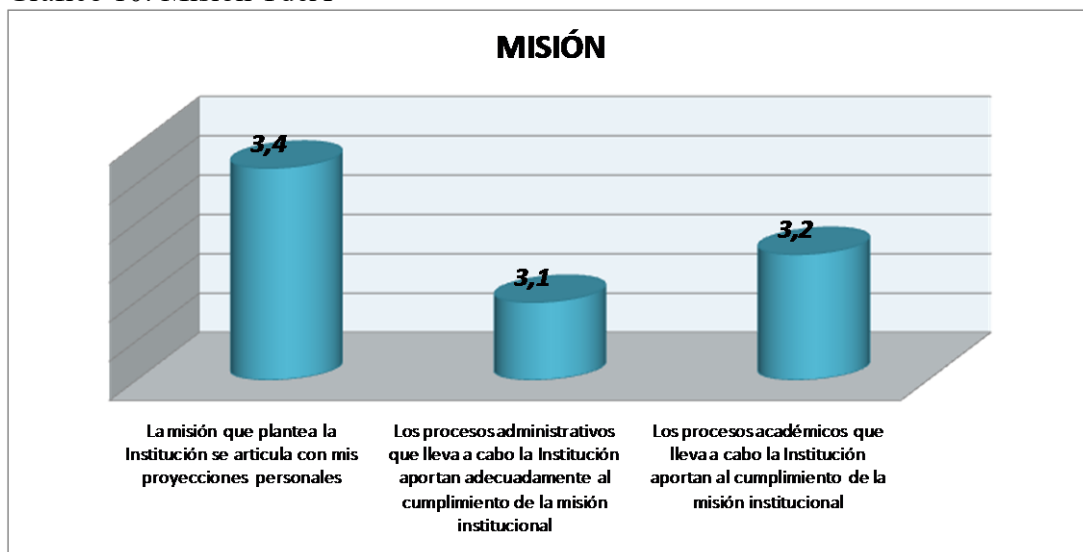 MISIÓN
3,4
3,1
3,2
La misión que plantea la
Institución se articula con mis
proyecciones personales
Los procesos administrativos
que lleva a cabo la Institución
aportan adecuadamente al
cumplimiento de la misión
institucional
Los procesos académicos que
lleva a cabo la Institución
aportan al cumplimiento de la
misión institucional